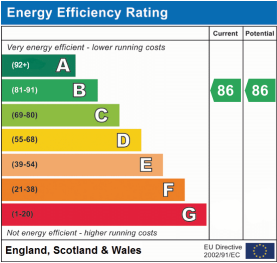 Energy Efficiency Rating
Current Potential
Very energy efficient - lower running costs
(92+) A
(81-91) B 86 86
(69-80) C
(55-68) D
(39-54) E
(21-38) F
(1-20) G
Not energy efficient - higher running costs
England, Scotland & Wales
EU Directive
2002/91/EC